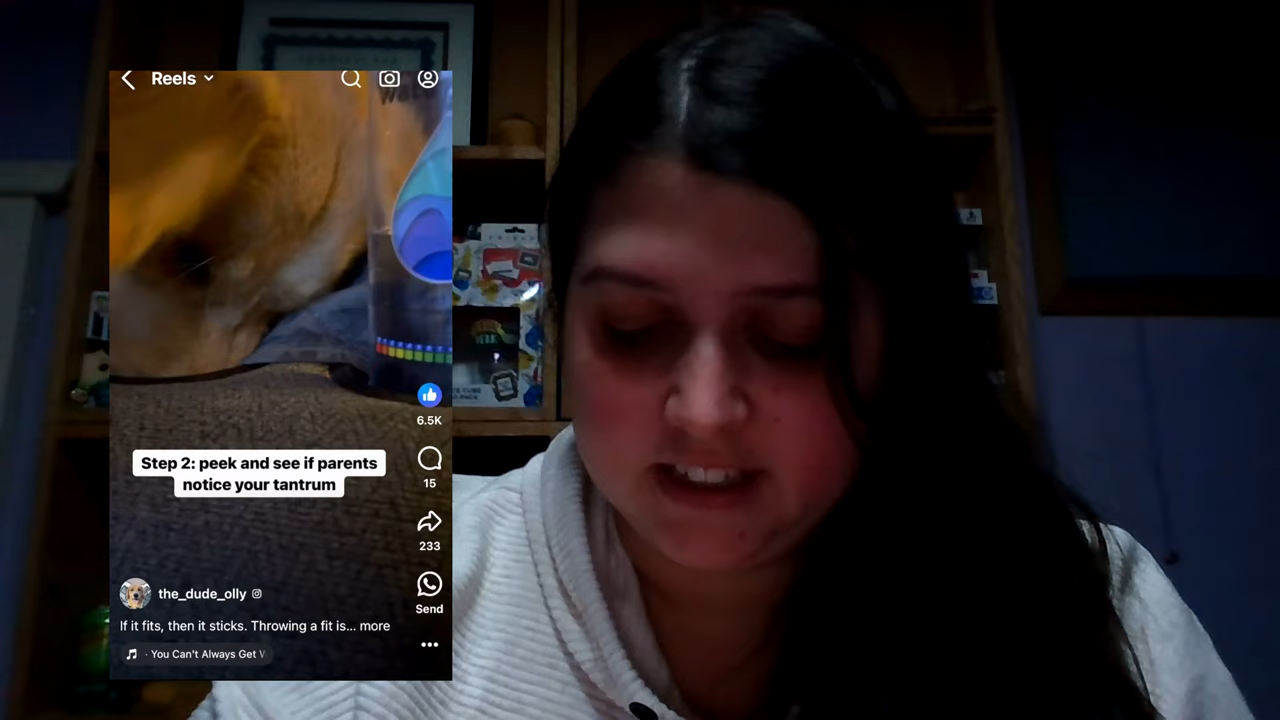 Reels
Step 2: peek and see if parents
notice your tantrum
6.5K
15
233
Send
the_dude_olly
If it fits, then it sticks. Throwing a fit is... more
· You Can't Always Get